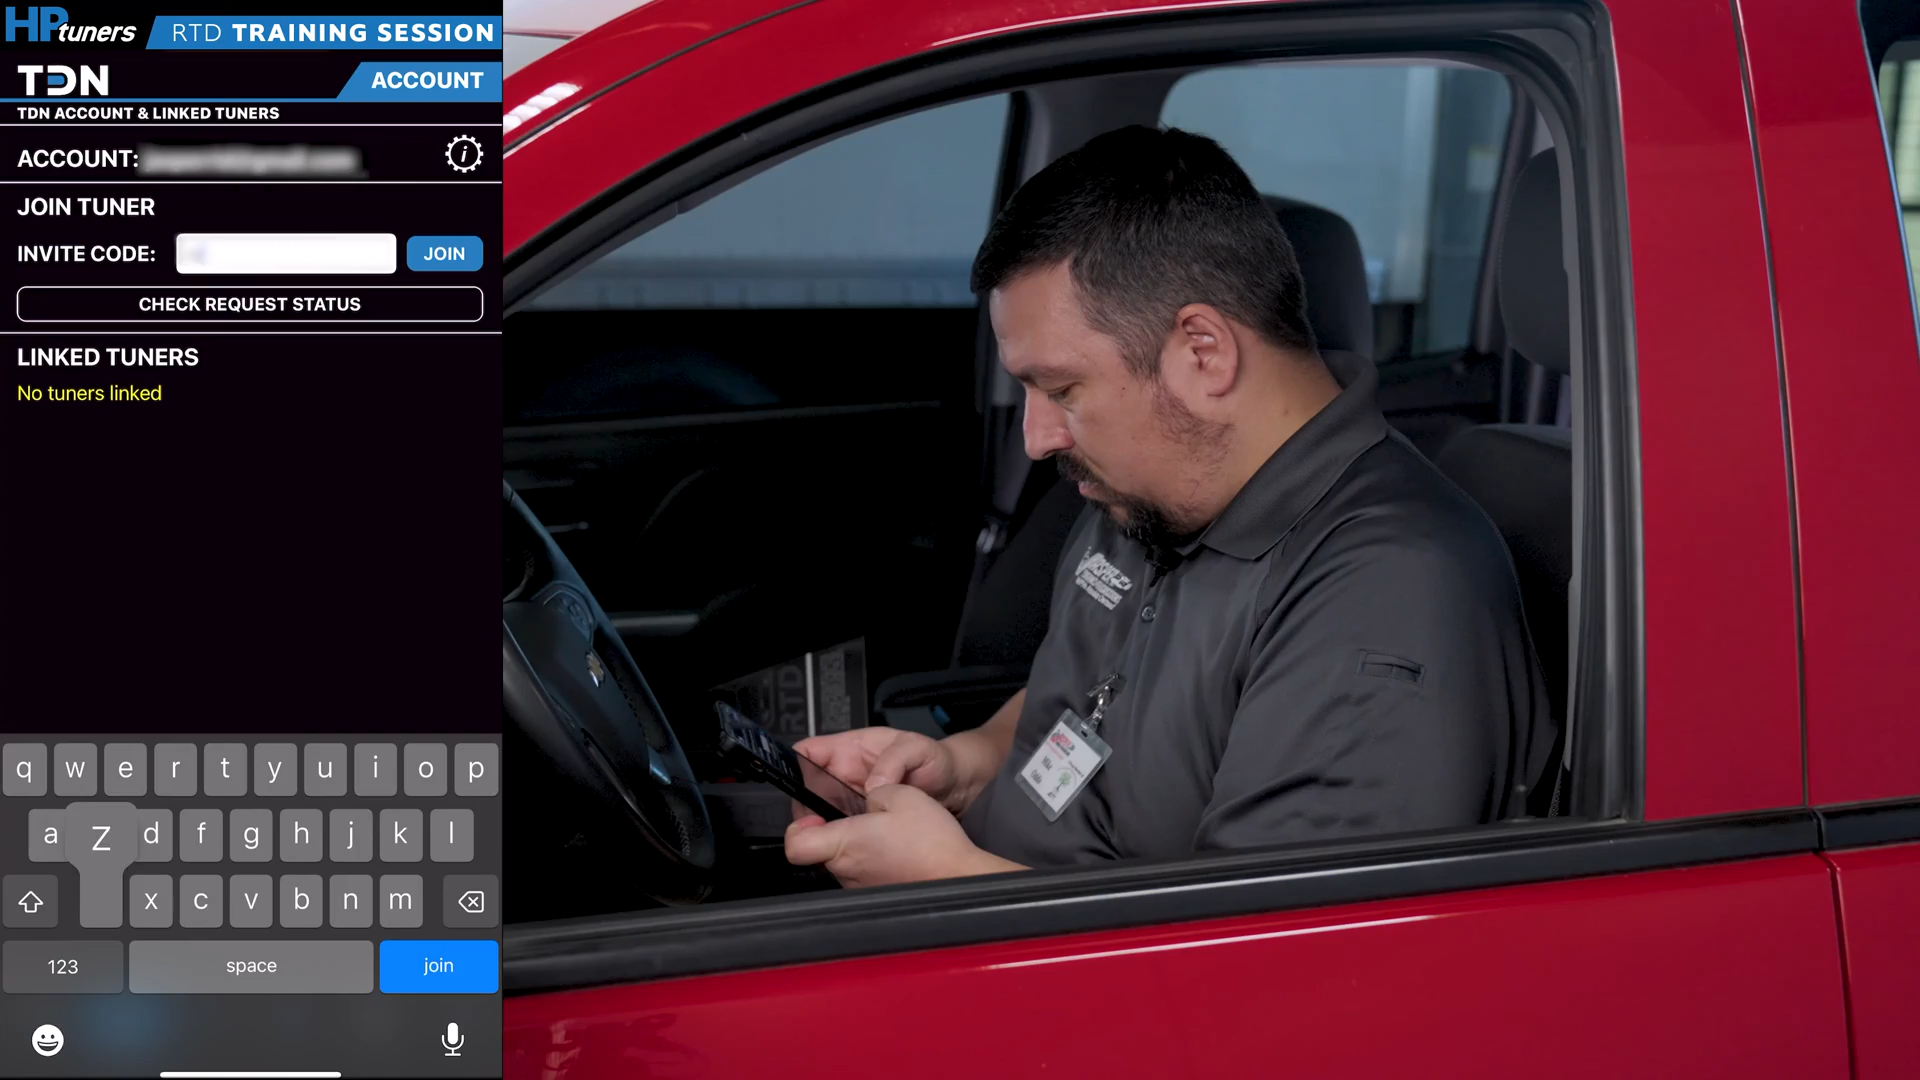 HPtuners
RTD TRAINING SESSION
TDN
ACCOUNT
TDN ACCOUNT & LINKED TUNERS
ACCOUNT:
i
JOIN TUNER
INVITE CODE:
JOIN
CHECK REQUEST STATUS
LINKED TUNERS
No tuners linked
q w e r t y u i o p
a Z d f g h j k l
x c v b n m
123 space join
RTD